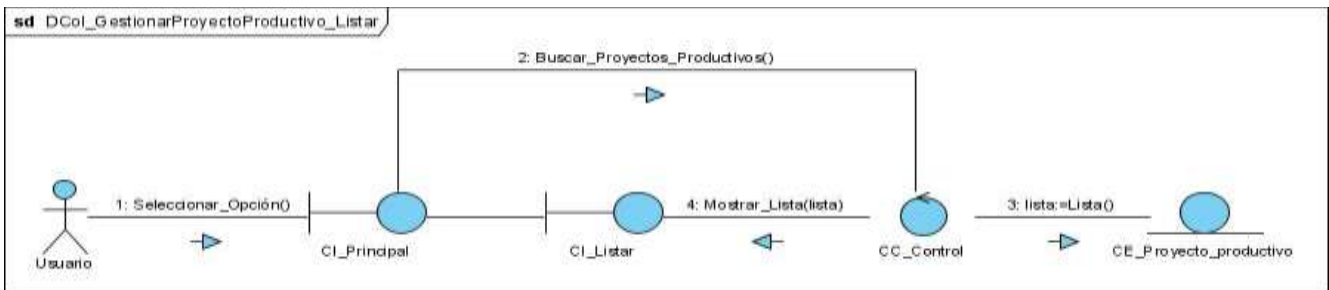 sd DCol_GestionarProyectoProductivo_Listar
2: Buscar_Proyectos_Productivos()
1: Seleccionar_Opción()
4: Mostrar_Lista(lista)
3: lista:=Lista()
Usuario
CI_Principal
CI_Listar
CC_Control
CE_Proyecto_productivo